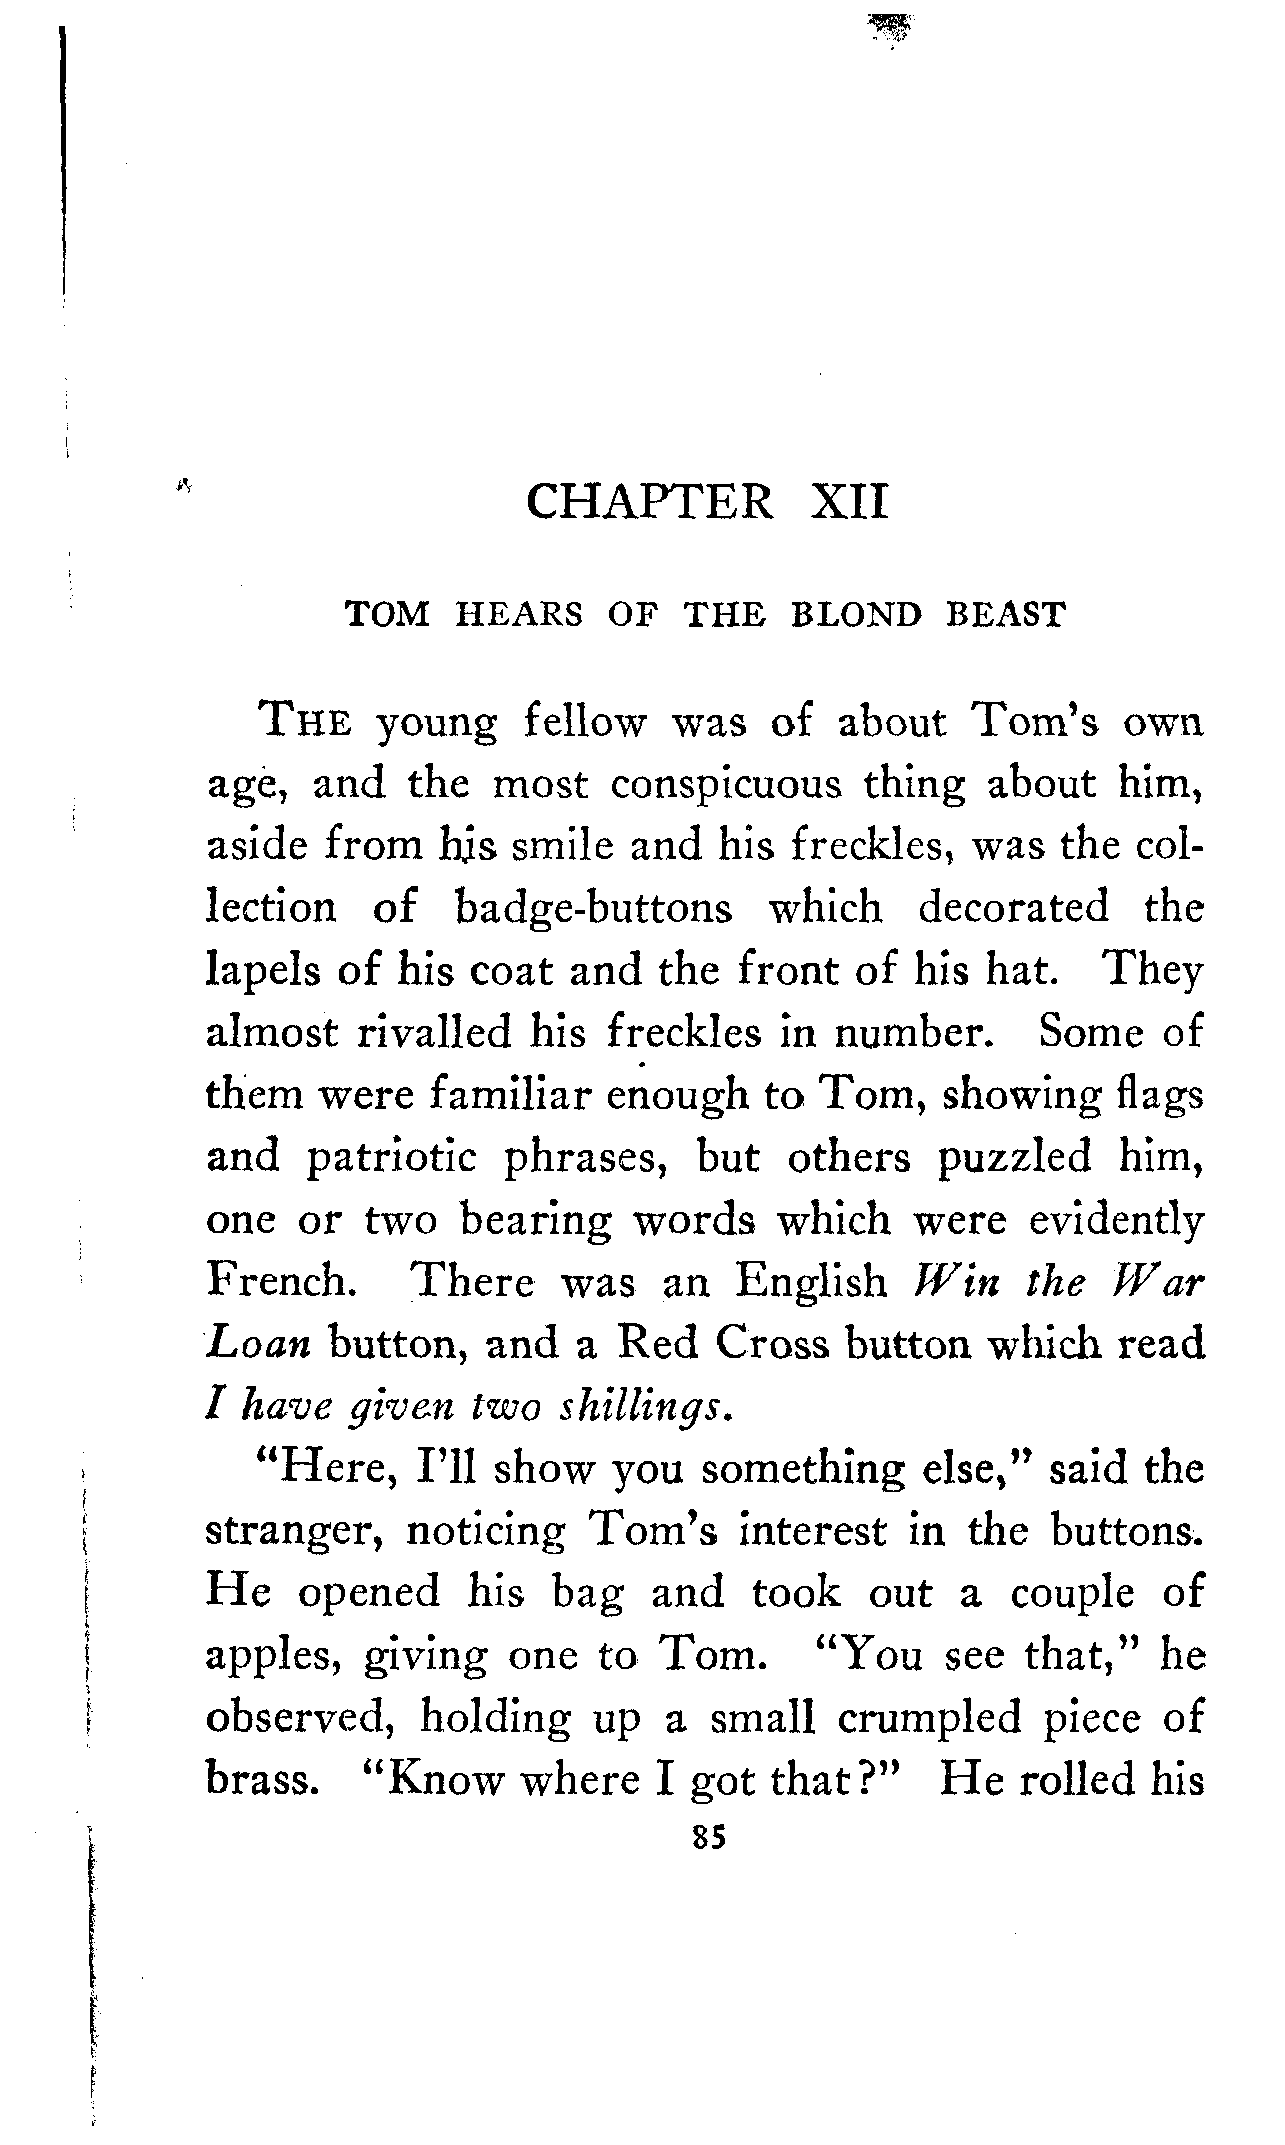 CHAPTER XII
TOM HEARS OF THE BLOND BEAST
THE young fellow was of about Tom's own
age, and the most conspicuous thing about him,
aside from his smile and his freckles, was the col-
lection of badge-buttons which decorated the
lapels of his coat and the front of his hat. They
almost rivalled his freckles in number. Some of
them were familiar enough to Tom, showing flags
and patriotic phrases, but others puzzled him,
one or two bearing words which were evidently
French. There was an English Win the War
Loan button, and a Red Cross button which read
I have given two shillings.
"Here, I'll show you something else," said the
stranger, noticing Tom's interest in the buttons.
He opened his bag and took out a couple of
apples, giving one to Tom. "You see that," he
observed, holding up a small crumpled piece of
brass. "Know where I got that?" He rolled his
85